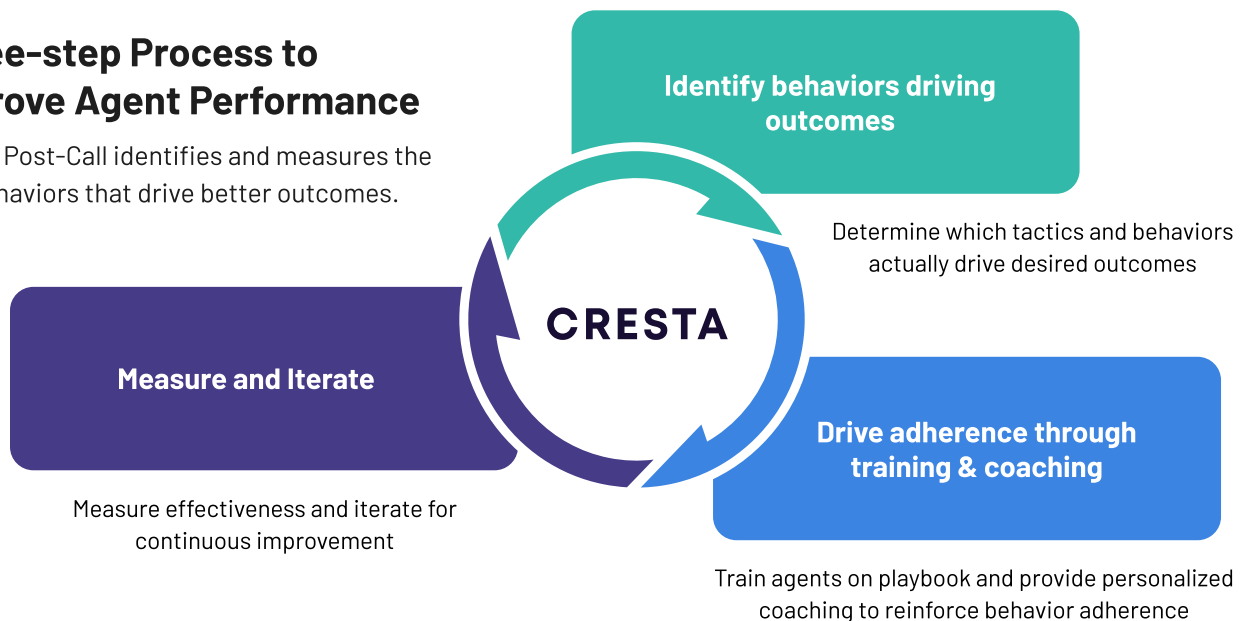 ee-step Process to
rove Agent Performance
Post-Call identifies and measures the
haviors that drive better outcomes.
Identify behaviors driving
outcomes
Determine which tactics and behaviors
actually drive desired outcomes
CRESTA
Measure and Iterate
Measure effectiveness and iterate for
continuous improvement
Drive adherence through
training & coaching
Train agents on playbook and provide personalized
coaching to reinforce behavior adherence